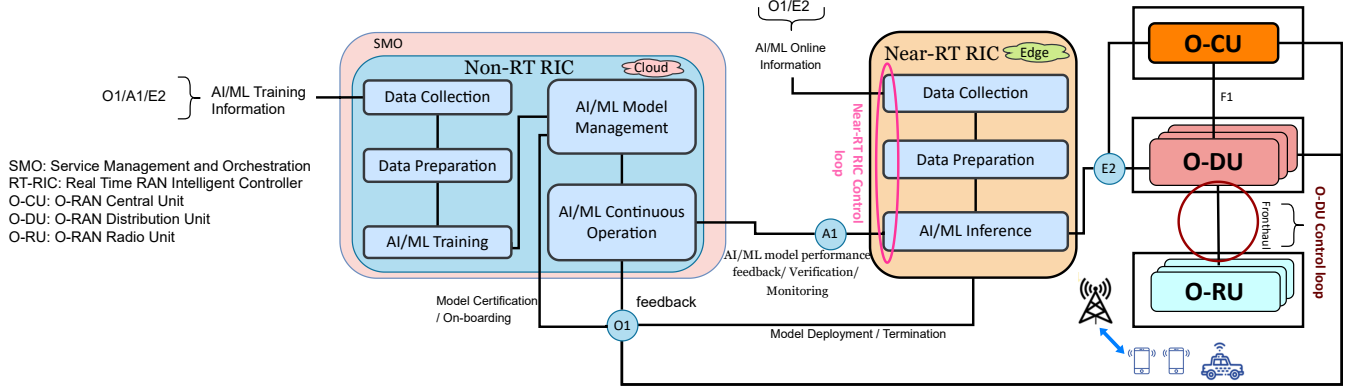 O1/E2
SMO
Non-RT RIC
Cloud
Near-RT RIC
Edge
O-CU
O1/A1/E2
AI/ML Training
Information
Data Collection
AI/ML Model
Management
AI/ML Online
Information
Data Collection
Near-RT RIC Control
loop
F1
SMO: Service Management and Orchestration
RT-RIC: Real Time RAN Intelligent Controller
O-CU: O-RAN Central Unit
O-DU: O-RAN Distribution Unit
O-RU: O-RAN Radio Unit
Data Preparation
Data Preparation
E2
O-DU
AI/ML Training
AI/ML Continuous
Operation
A1
AI/ML Inference
Fronthaul
O-DU Control loop
AI/ML model performance
feedback/ Verification/
Monitoring
O-RU
Model Certification
/ On-boarding
feedback
O1
Model Deployment / Termination